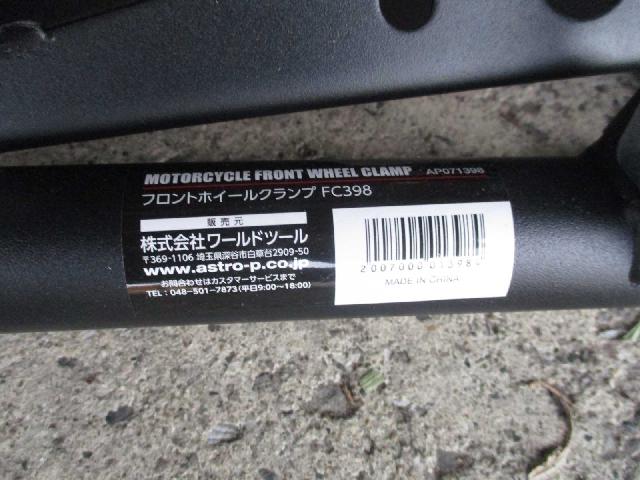 MOTORCYCLE FRONT WHEEL CLAMP AP071398
フロントホイールクランプ FC398
販売元
株式会社ワールドツール
〒369-1106 埼玉県深谷市白草台2909-50
www.astro-p.co.jp
お問合わせはカスタマーサービスまで
TEL：048-501-7873（平日9:00～18:00）
MADE IN CHINA